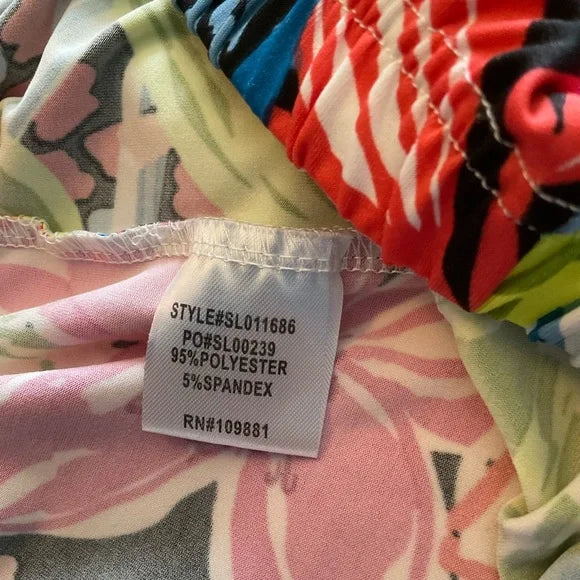 STYLE#SL011686
PO#SL00239
95%POLYESTER
5%SPANDEX
RN#109881